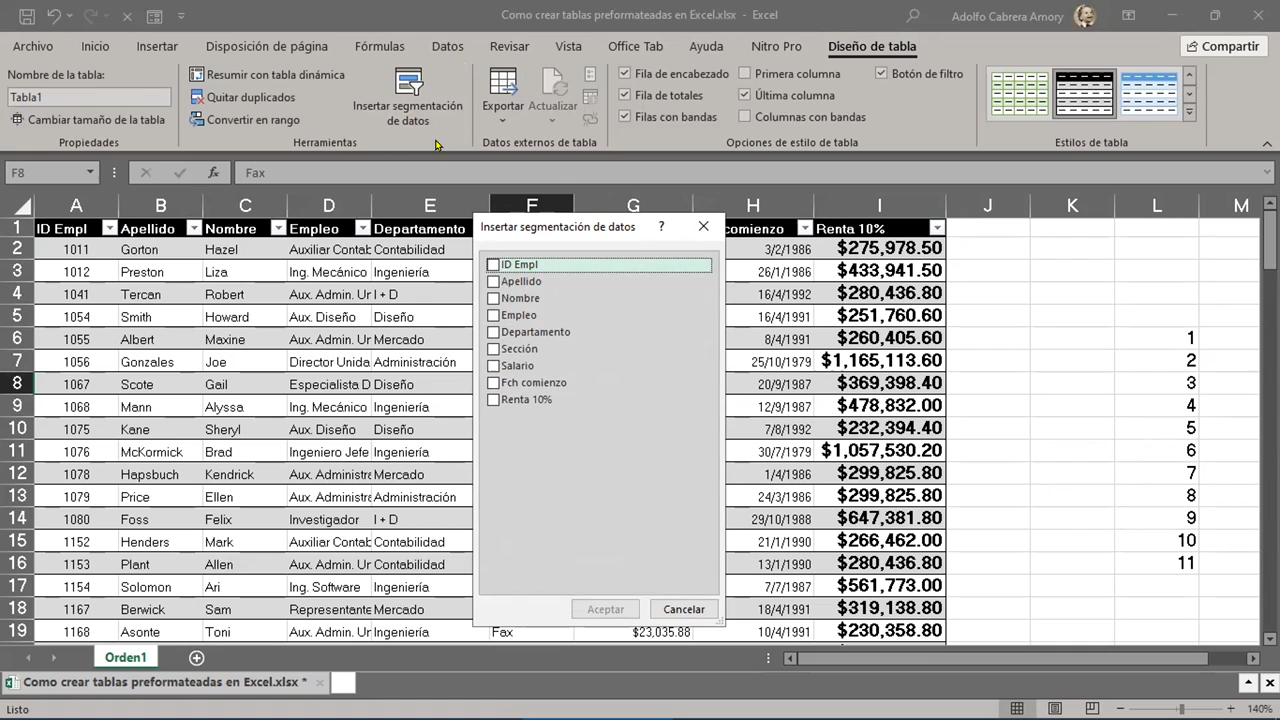 Como crear tablas preformateadas en Excel.xlsx - Excel
Adolfo Cabrera Amory
Archivo Inicio Insertar Disposición de página Fórmulas Datos Revisar Vista Office Tab Ayuda Nitro Pro Diseño de tabla Compartir
Nombre de la tabla:
Tabla1
Cambiar tamaño de la tabla
Propiedades
Resumir con tabla dinámica
Quitar duplicados
Convertir en rango
Insertar segmentación
de datos
Herramientas
Exportar
Actualizar
Datos externos de tabla
Fila de encabezado Primera columna Botón de filtro
Fila de totales Última columna
Filas con bandas Columnas con bandas
Opciones de estilo de tabla
Estilos de tabla
F8 fx Fax
A B C D E F G H I J K L M
1 ID Empl Apellido Nombre Empleo Departamento comienzo Renta 10%
2 1011 Gorton Hazel Auxiliar Contab Contabilidad 3/2/1986 $275,978.50
3 1012 Preston Liza Ing. Mecánico Ingeniería 26/1/1986 $433,941.50
4 1041 Tercan Robert Aux. Admin. Ur I + D 16/4/1992 $280,436.80
5 1054 Smith Howard Aux. Diseño Diseño 16/4/1991 $251,760.60
6 1055 Albert Maxine Aux. Admin. Ur Mercado 8/4/1991 $260,405.60 1
7 1056 Gonzales Joe Director Unida Administración 25/10/1979 $1,165,113.60 2
8 1067 Scote Gail Especialista D Diseño 20/9/1987 $369,398.40 3
9 1068 Mann Alyssa Ing. Mecánico Ingeniería 12/9/1987 $478,832.00 4
10 1075 Kane Sheryl Aux. Diseño Diseño 7/8/1992 $232,394.40 5
11 1076 McKormick Brad Ingeniero Jefe Ingeniería 30/7/1979 $1,057,530.20 6
12 1078 Hapsbuch Kendrick Aux. Administra Mercado 1/4/1986 $299,825.80 7
13 1079 Price Ellen Aux. Administra Administración 24/3/1986 $299,825.80 8
14 1080 Foss Felix Investigador I + D 29/10/1988 $647,381.80 9
15 1152 Henders Mark Auxiliar Contab Contabilidad 21/1/1990 $266,462.00 10
16 1153 Plant Allen Aux. Admin. Ur Contabilidad 13/1/1990 $280,436.80 11
17 1154 Solomon Ari Ing. Software Ingeniería 7/7/1987 $561,773.00
18 1167 Berwick Sam Representante Mercado 18/4/1991 $319,138.80
19 1168 Asonte Toni Aux. Admin. Ur Ingeniería Fax $23,035.88 10/4/1991 $230,358.80
Insertar segmentación de datos ?
ID Empl
Apellido
Nombre
Empleo
Departamento
Sección
Salario
Fch comienzo
Renta 10%
Aceptar Cancelar
Orden1
Como crear tablas preformateadas en Excel.xlsx *
Listo
140%